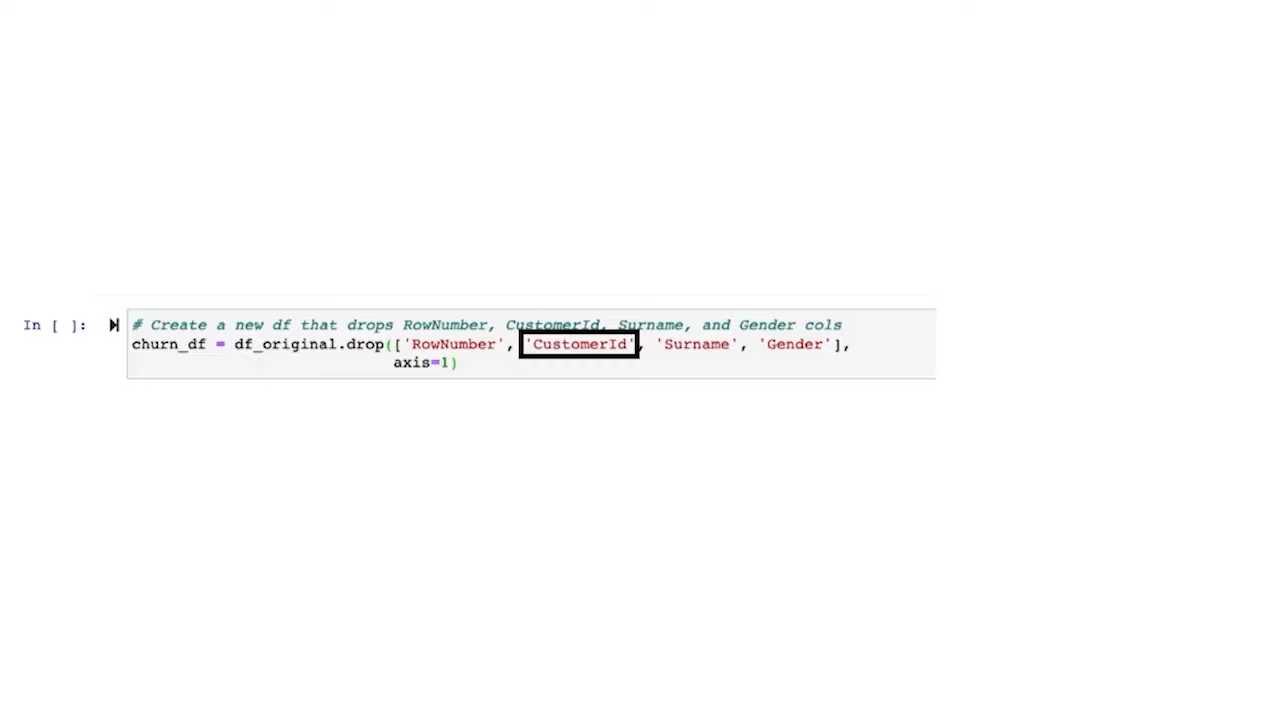 In [ ]:
# Create a new df that drops RowNumber, CustomerId, Surname, and Gender cols
churn_df = df_original.drop(['RowNumber', 'CustomerId', 'Surname', 'Gender'],
axis=1)